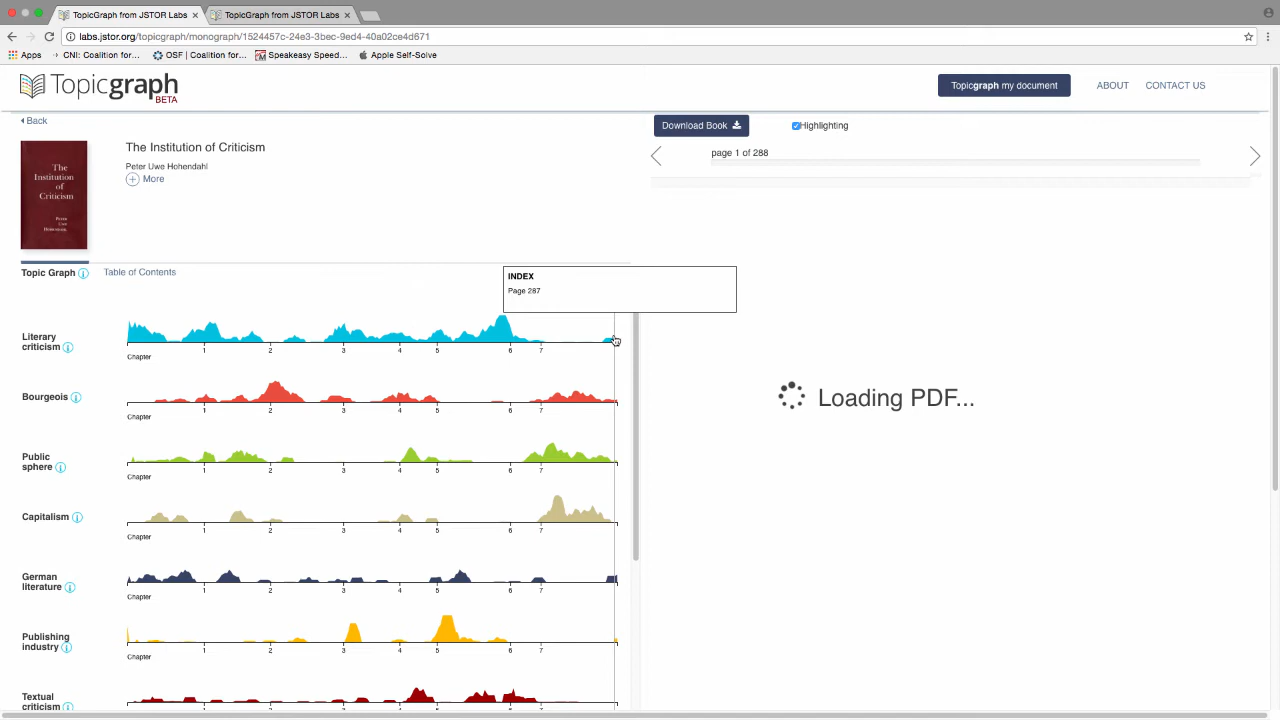 TopicGraph from JSTOR Labs
TopicGraph from JSTOR Labs
labs.jstor.org/topicgraph/monograph/1524457c-24e3-3bec-9ed4-40a02ce4d671
Apps
CNI: Coalition for...
OSF | Coalition for...
Speakeasy Speed...
Apple Self-Solve
Topicgraph
BETA
Topicgraph my document
ABOUT
CONTACT US
Back
The
Institution
of
Criticism
Peter
Uwe
Hohendahl
The Institution of Criticism
Peter Uwe Hohendahl
More
Download Book
Highlighting
page 1 of 288
Topic Graph
Table of Contents
INDEX
Page 287
Literary
criticism
1 2 3 4 5 6 7
Chapter
Bourgeois
1 2 3 4 5 6 7
Chapter
Public
sphere
1 2 3 4 5 6 7
Chapter
Capitalism
1 2 3 4 5 6 7
Chapter
German
literature
1 2 3 4 5 6 7
Chapter
Publishing
industry
1 2 3 4 5 6 7
Chapter
Textual
criticism
Loading PDF...